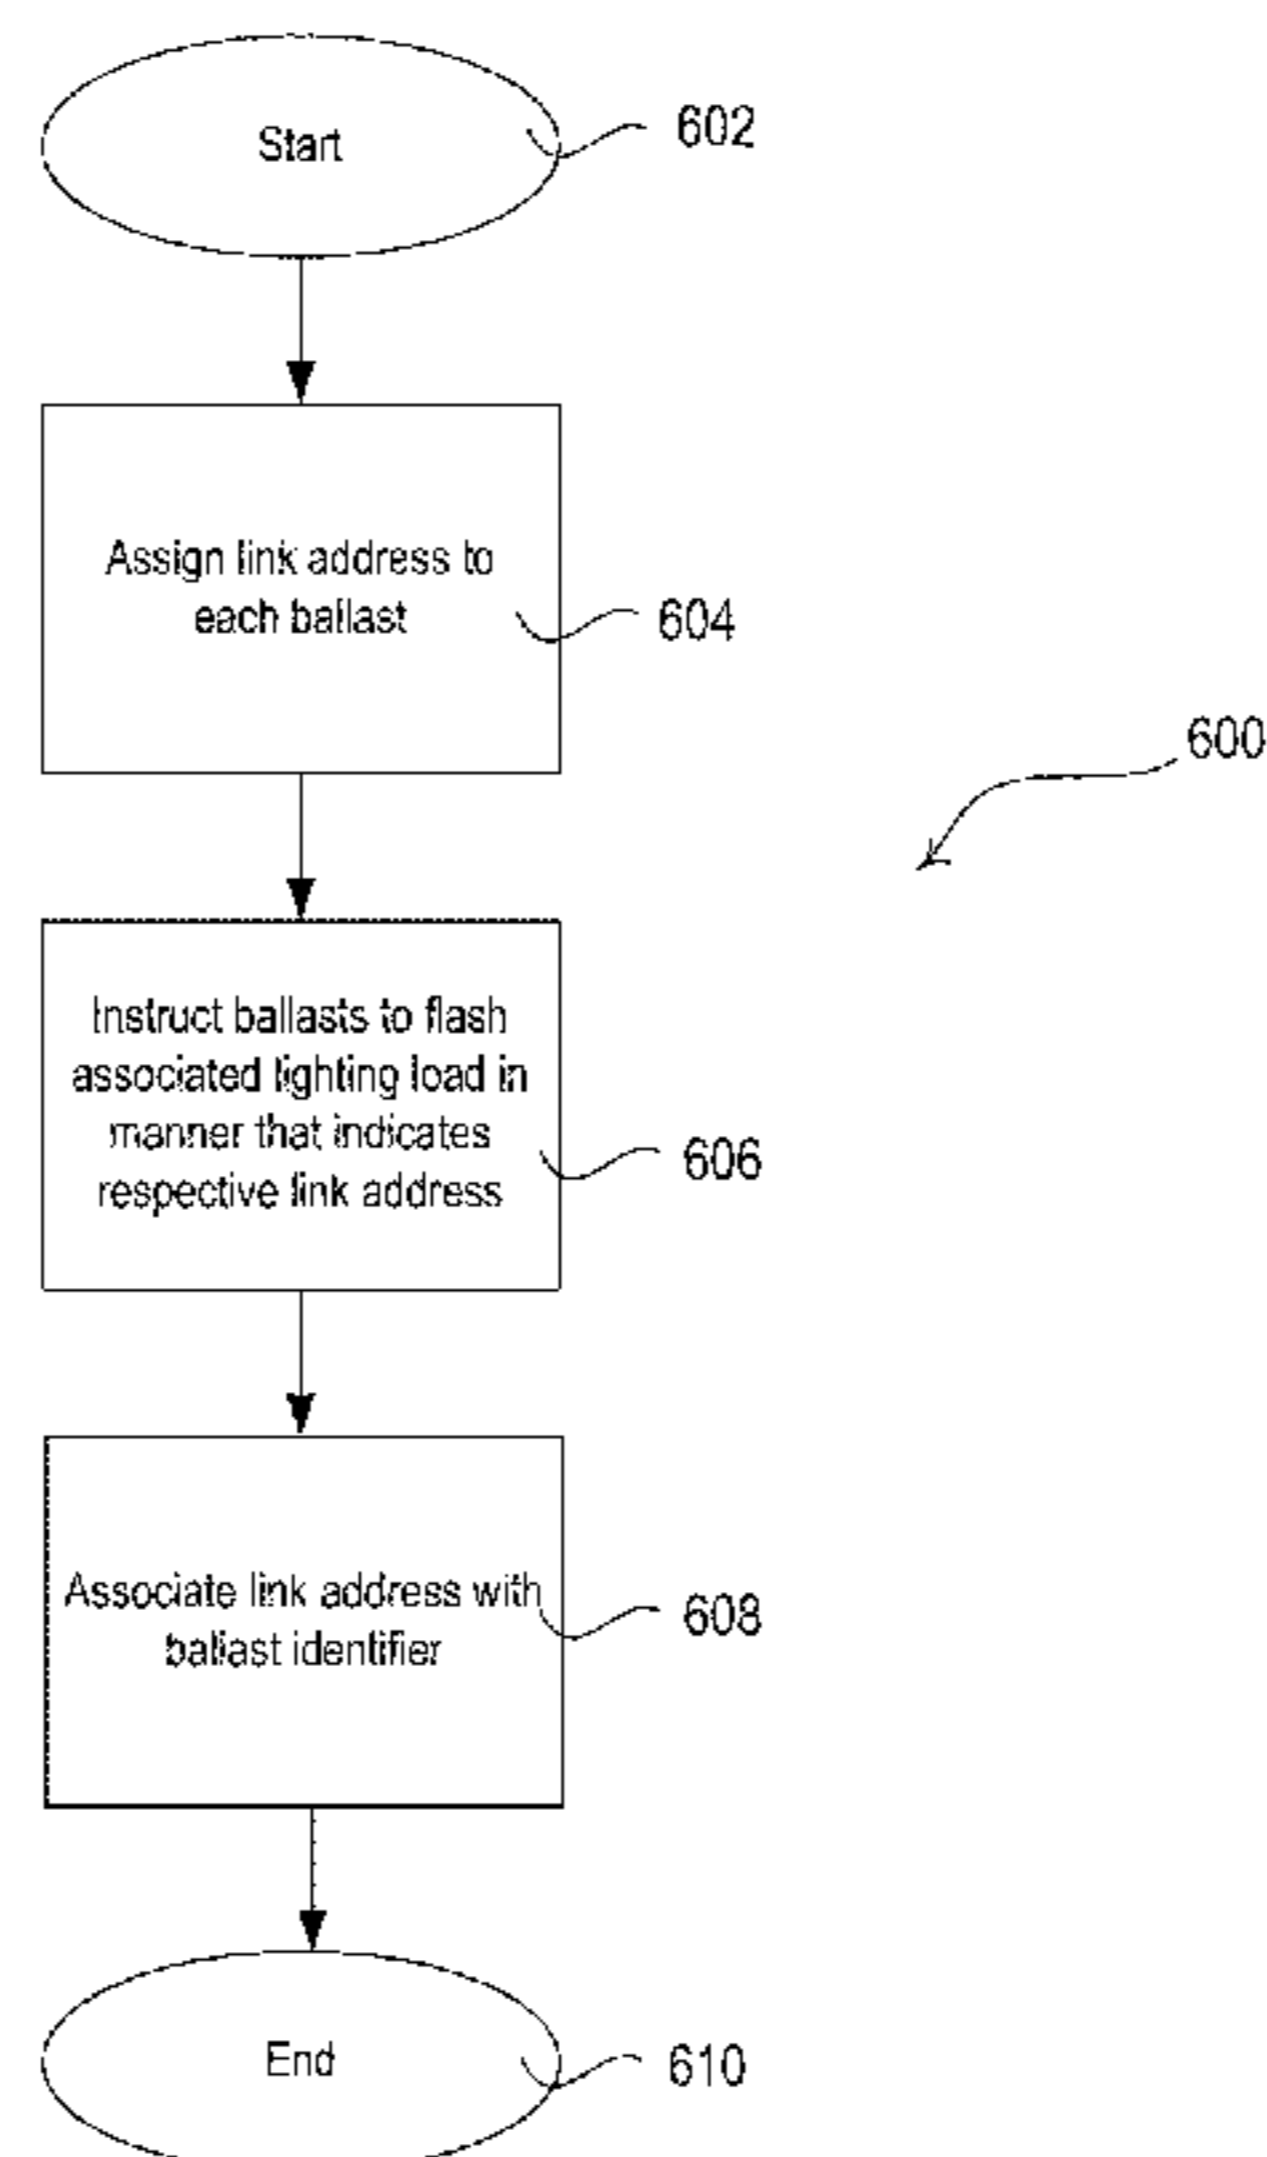 Start
602
Assign link address to
each ballast
604
600
Instruct ballasts to flash
associated lighting load in
manner that indicates
respective link address
606
Associate link address with
ballast identifier
608
End
610